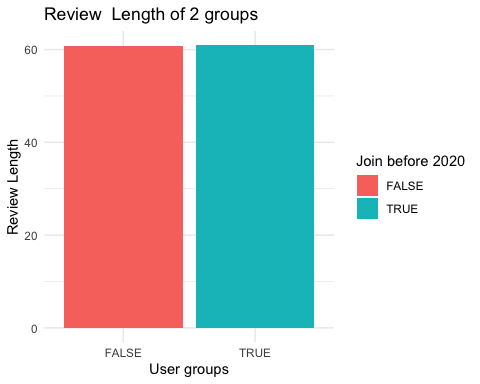 Review  Length of 2 groups
60
40
20
0
Review Length
FALSE
TRUE
User groups
Join before 2020
FALSE
TRUE